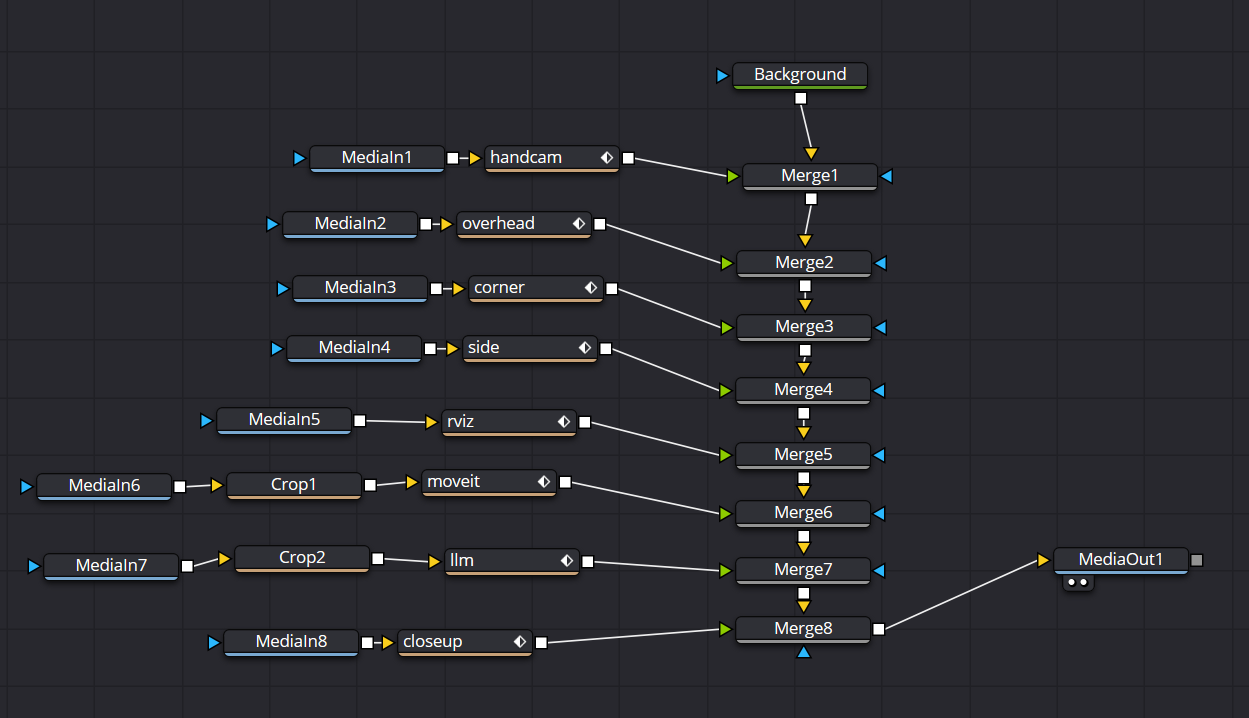 Background
MediaIn1
handcam
Merge1
MediaIn2
overhead
Merge2
MediaIn3
corner
Merge3
MediaIn4
side
Merge4
MediaIn5
rviz
Merge5
MediaIn6
Crop1
moveit
Merge6
MediaIn7
Crop2
llm
Merge7
MediaOut1
MediaIn8
closeup
Merge8